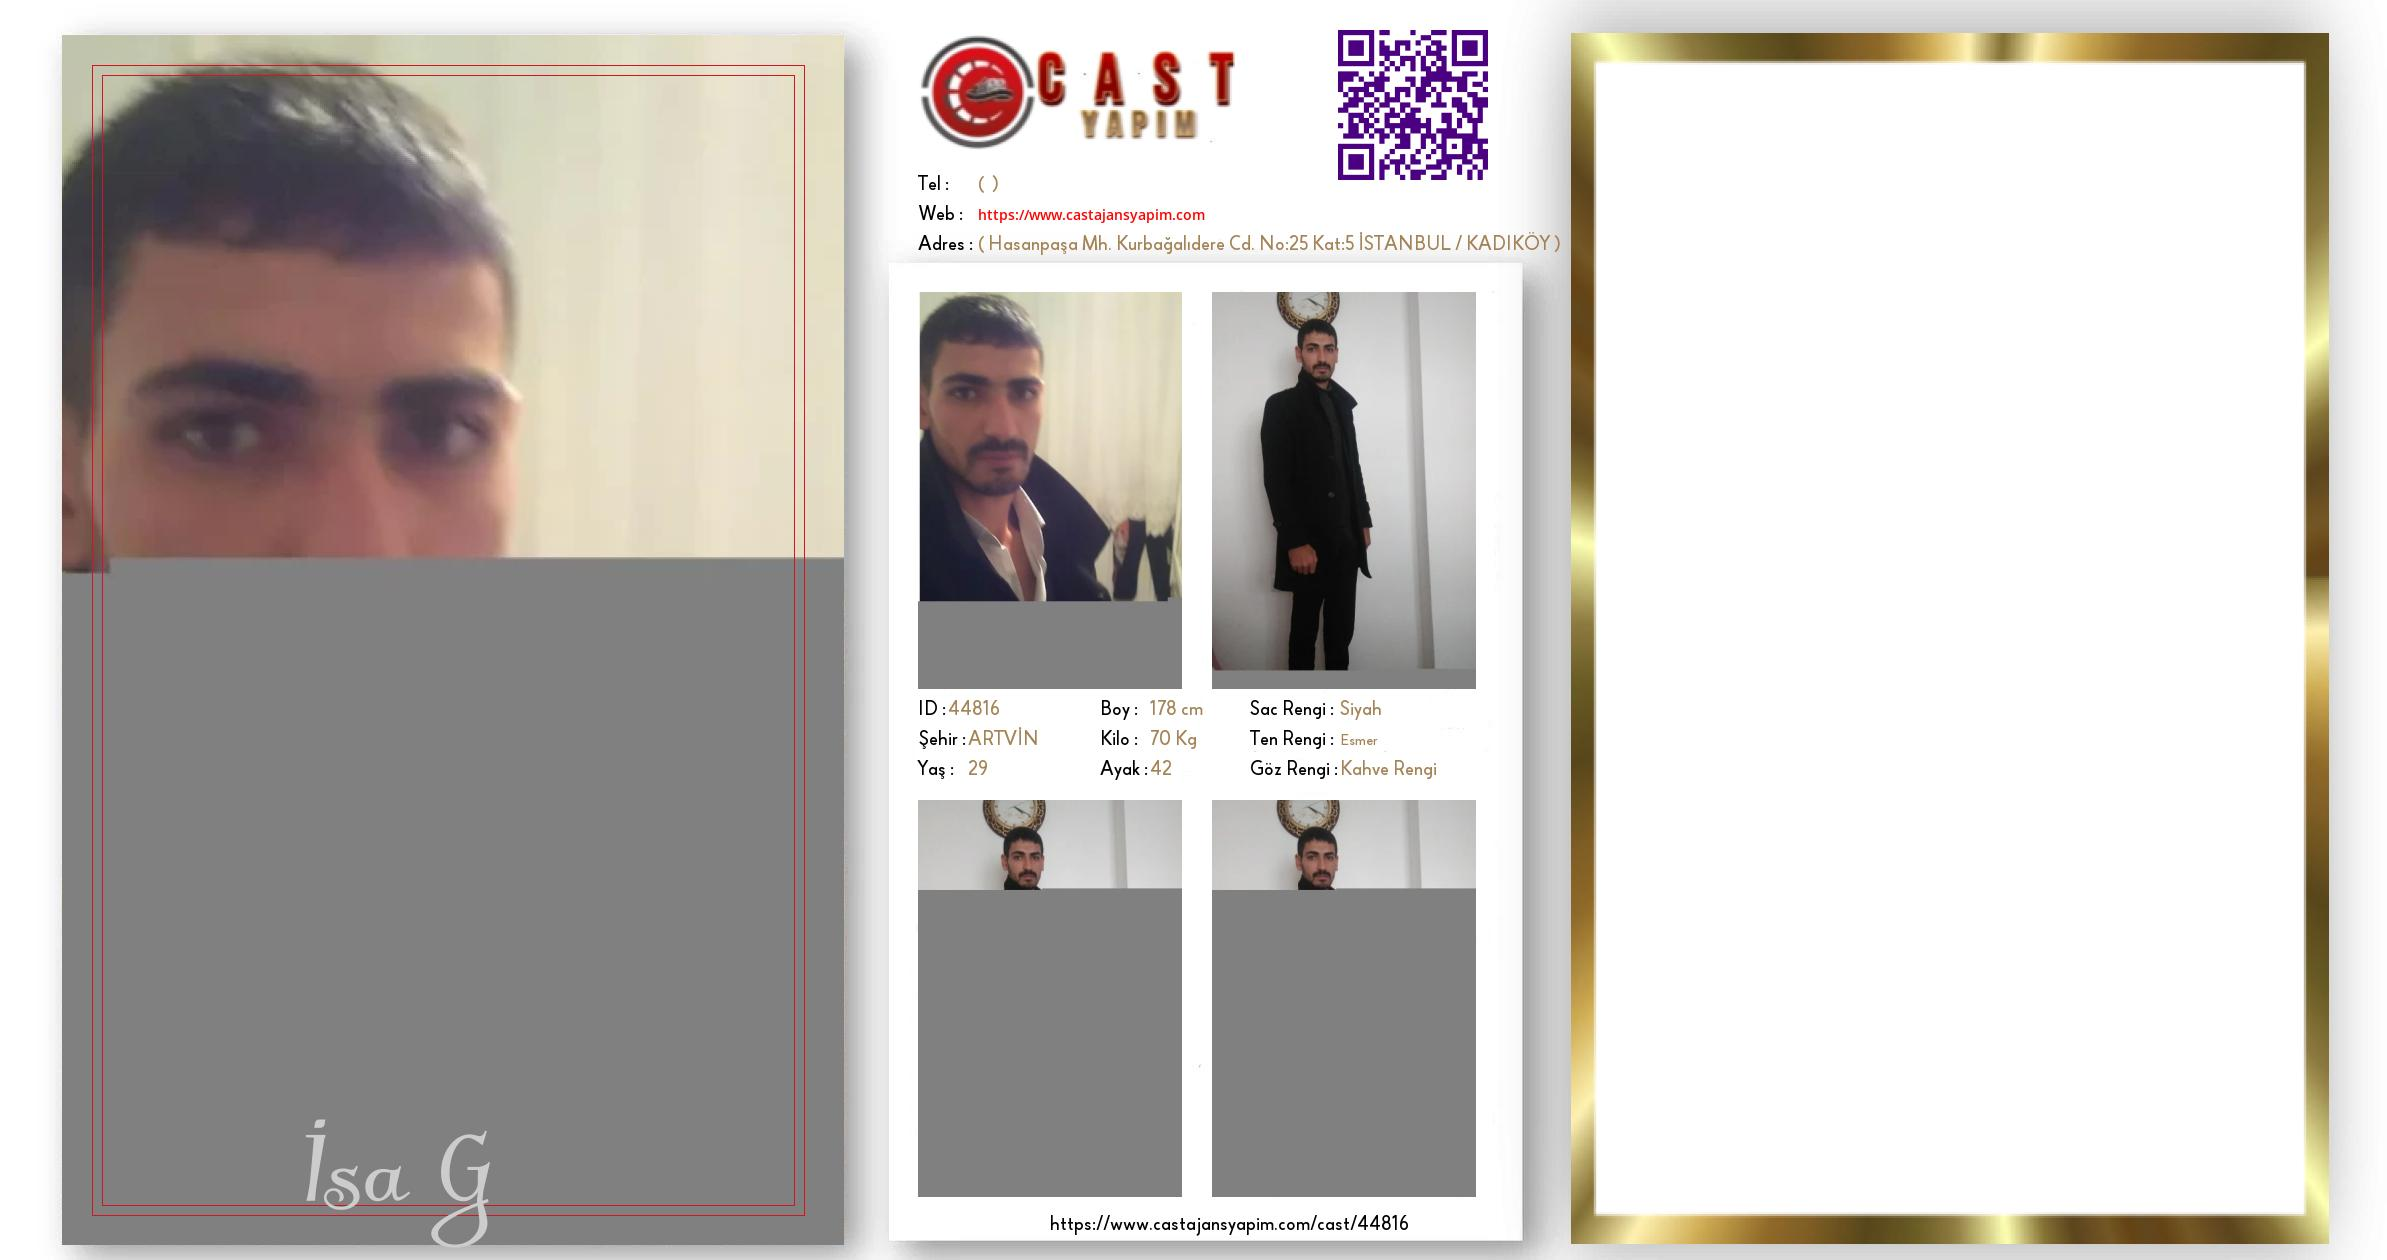 İsa G
CAST
YAPIM
Tel : ( )
Web : https://www.castajansyapim.com
Adres : ( Hasanpaşa Mh. Kurbağalıdere Cd. No:25 Kat:5 İSTANBUL / KADIKÖY )
ID : 44816 Boy : 178 cm Sac Rengi : Siyah
Şehir : ARTVİN Kilo : 70 Kg Ten Rengi : Esmer
Yaş : 29 Ayak : 42 Göz Rengi : Kahve Rengi
https://www.castajansyapim.com/cast/44816